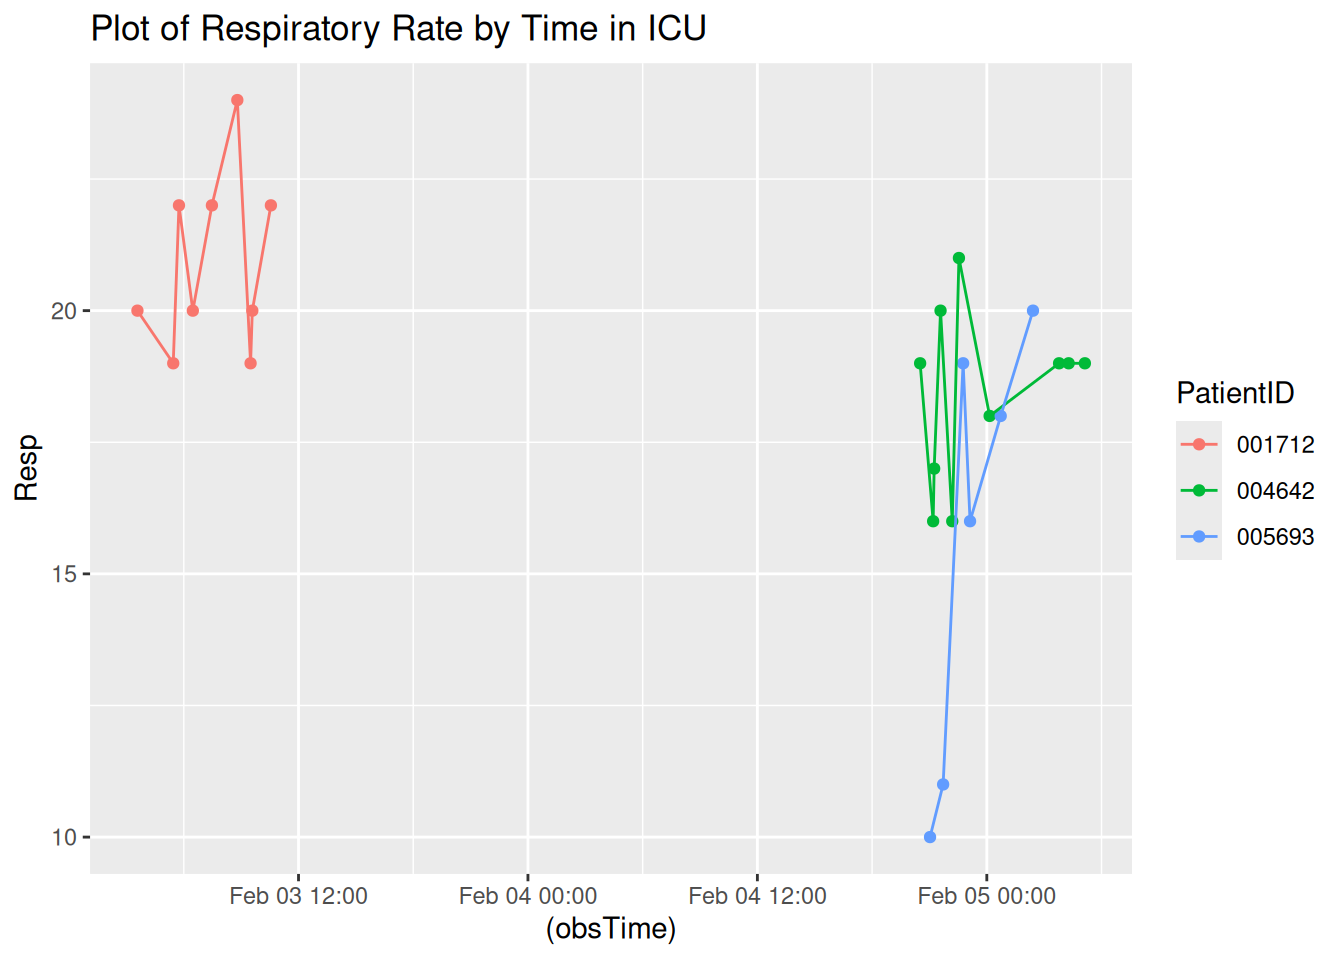 Plot of Respiratory Rate by Time in ICU
Resp
20
15
10
Feb 03 12:00
Feb 04 00:00
Feb 04 12:00
Feb 05 00:00
(obsTime)
PatientID
001712
004642
005693